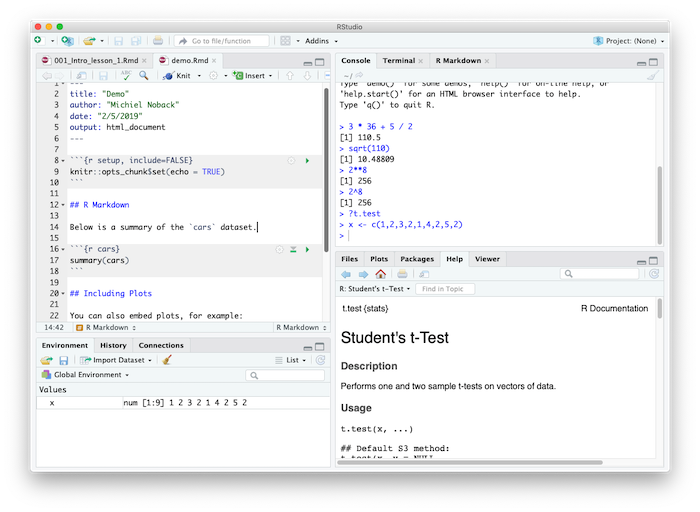 RStudio
Go to file/function
Addins
Project: (None)
001_Intro_lesson_1.Rmd
demo.Rmd
ABC
Knit
Insert
1 ---
2 title: "Demo"
3 author: "Michiel Noback"
4 date: "2/5/2019"
5 output: html_document
6 ---
7
8 ```{r setup, include=FALSE}
9 knitr::opts_chunk$set(echo = TRUE)
10 ```
11
12 ## R Markdown
13
14 Below is a summary of the `cars` dataset.
15
16 ```{r cars}
17 summary(cars)
18 ```
19
20 ## Including Plots
21
22 You can also embed plots, for example:
14:42
R Markdown
R Markdown
Environment
History
Connections
Import Dataset
List
Global Environment
Values
x num [1:9] 1 2 3 2 1 4 2 5 2
Console
Terminal
R Markdown
~/
Type 'demo()' for some demos, 'help()' for on-line help, or
'help.start()' for an HTML browser interface to help.
Type 'q()' to quit R.
> 3 * 36 + 5 / 2
[1] 110.5
> sqrt(110)
[1] 10.48809
> 2**8
[1] 256
> 2^8
[1] 256
> ?t.test
> x <- c(1,2,3,2,1,4,2,5,2)
>
Files
Plots
Packages
Help
Viewer
R: Student's t-Test
Find in Topic
t.test {stats}
R Documentation
Student's t-Test
Description
Performs one and two sample t-tests on vectors of data.
Usage
t.test(x, ...)
## Default S3 method:
t.test(x, y = NULL,